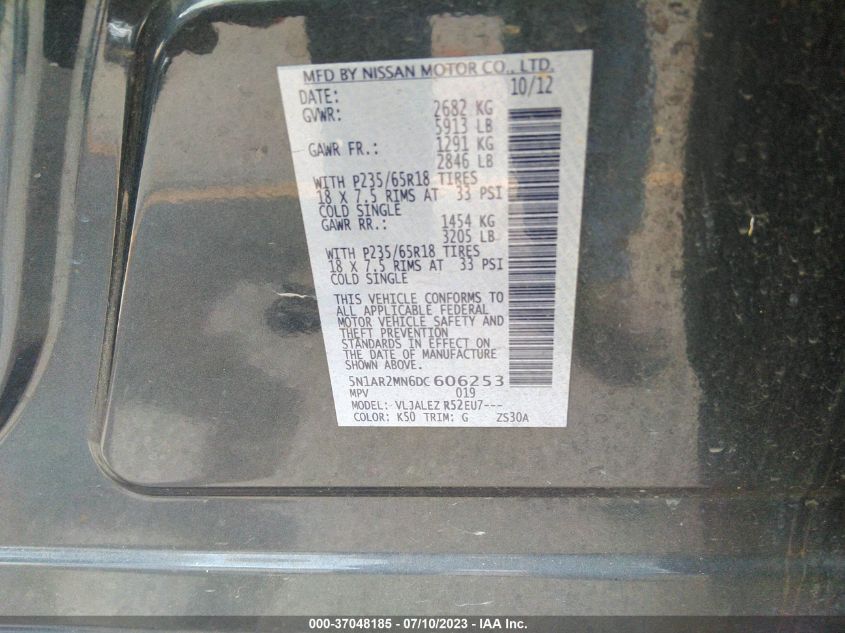 MFD BY NISSAN MOTOR CO., LTD.
DATE: 10/12
GVWR: 2682 KG
5913 LB
GAWR FR.: 1291 KG
2846 LB
WITH P235/65R18 TIRES
18 X 7.5 RIMS AT 33 PSI
COLD SINGLE
GAWR RR.: 1454 KG
3205 LB
WITH P235/65R18 TIRES
18 X 7.5 RIMS AT 33 PSI
COLD SINGLE
THIS VEHICLE CONFORMS TO
ALL APPLICABLE FEDERAL
MOTOR VEHICLE SAFETY AND
THEFT PREVENTION
STANDARDS IN EFFECT ON
THE DATE OF MANUFACTURE
SHOWN ABOVE.
5N1AR2MN6DC606253
MPV 019
MODEL: VLJALEZ R52EU7---
COLOR: K50 TRIM: G ZS30A
000-37048185 - 07/10/2023 - IAA Inc.